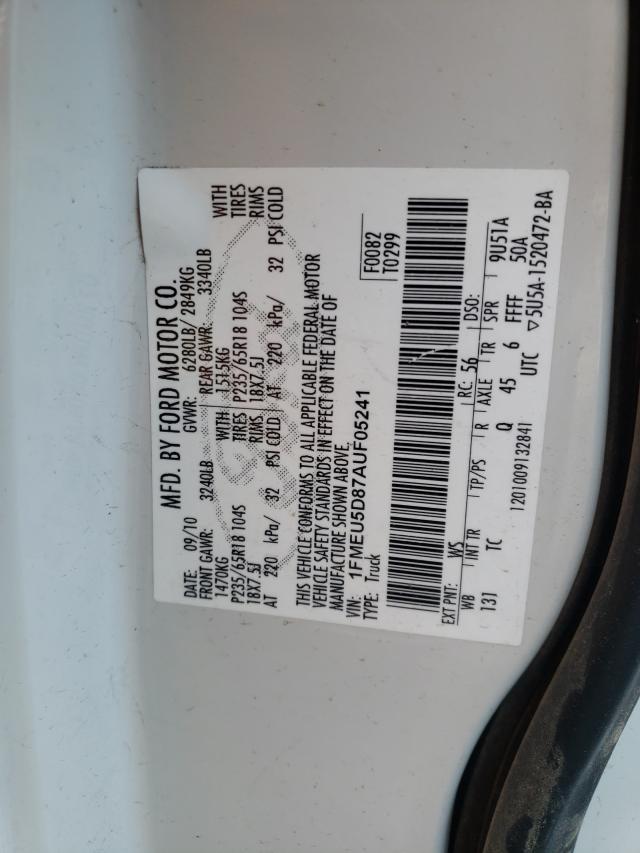 MFD. BY FORD MOTOR CO.
DATE: 09/10 GVWR: 6280LB/ 2849KG
FRONT GAWR: 3240LB REAR GAWR: 3340LB
1470KG WITH 1515KG WITH
P235/65R18 104S TIRES P235/65R18 104S TIRES
18X7.5J RIMS 18X7.5J RIMS
AT 220 kPa/ 32 PSI COLD AT 220 kPa/ 32 PSI COLD
THIS VEHICLE CONFORMS TO ALL APPLICABLE FEDERAL MOTOR
VEHICLE SAFETY STANDARDS IN EFFECT ON THE DATE OF
MANUFACTURE SHOWN ABOVE.
VIN: 1FMEU5D87AUF05241
TYPE: Truck
F0082
T0299
EXT PNT: WS RC: 56 DSO:
WB INT TR TP/PS R AXLE TR SPR 9U51A
131 TC Q 45 6 FFFF 50A
1201009132841 UTC ▽5U5A-1520472-BA